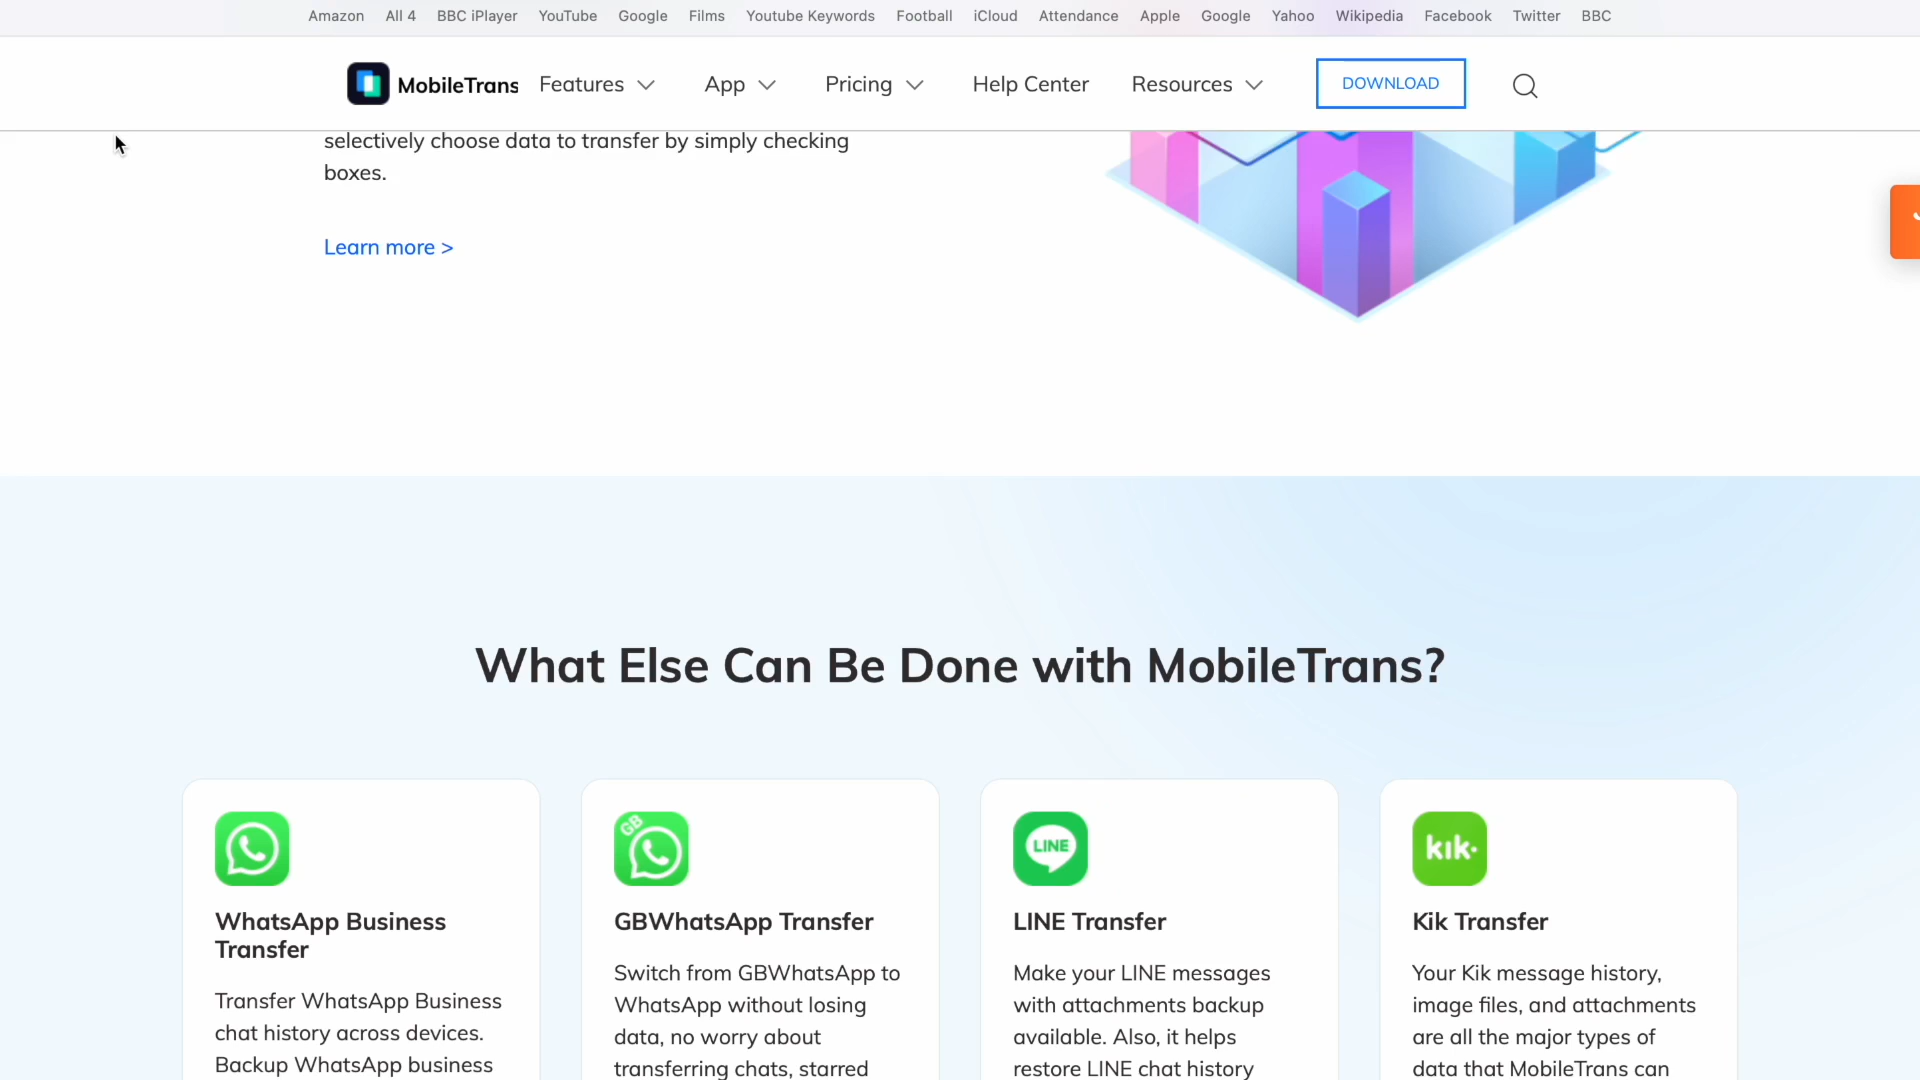 Amazon All 4 BBC iPlayer YouTube Google Films Youtube Keywords Football iCloud Attendance Apple Google Yahoo Wikipedia Facebook Twitter BBC
MobileTrans Features App Pricing Help Center Resources DOWNLOAD
selectively choose data to transfer by simply checking
boxes.
Learn more >
What Else Can Be Done with MobileTrans?
WhatsApp Business
Transfer
Transfer WhatsApp Business
chat history across devices.
Backup WhatsApp business
GB
GBWhatsApp Transfer
Switch from GBWhatsApp to
WhatsApp without losing
data, no worry about
transferring chats, starred
LINE
LINE Transfer
Make your LINE messages
with attachments backup
available. Also, it helps
restore LINE chat history
kik.
Kik Transfer
Your Kik message history,
image files, and attachments
are all the major types of
data that MobileTrans can